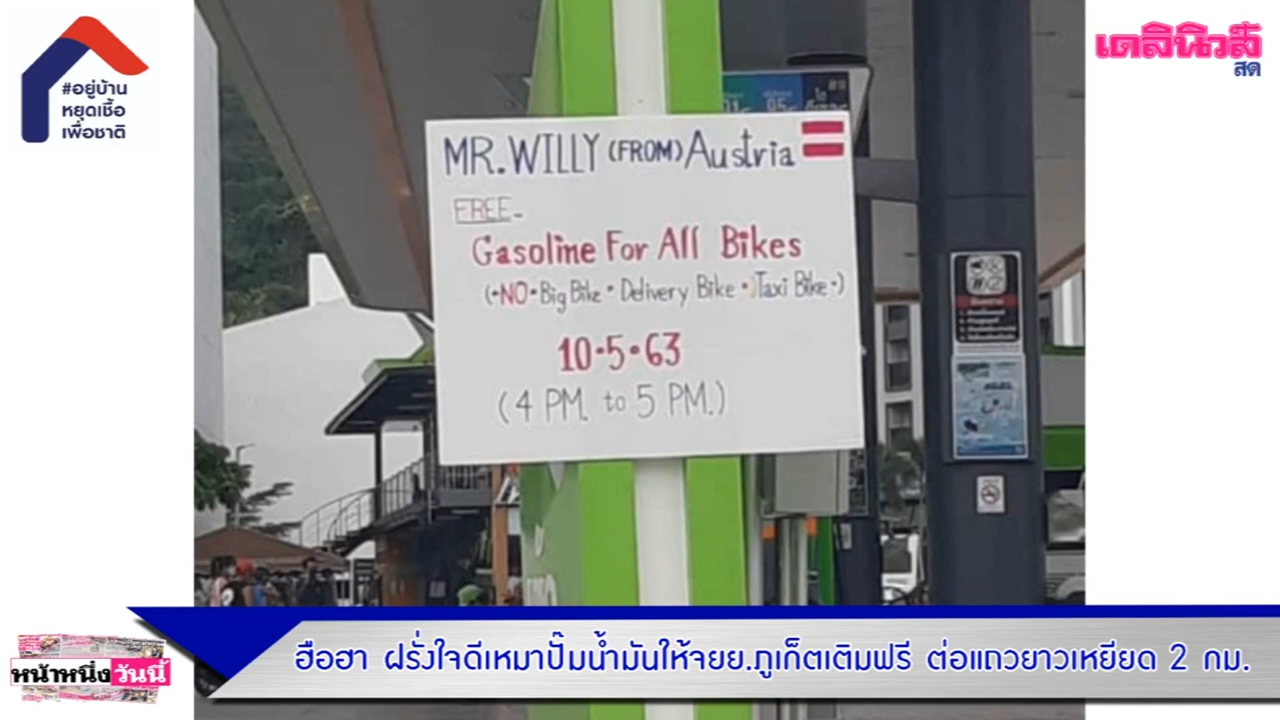 #อยู่บ้าน
หยุดเชื้อ
เพื่อชาติ
เดลินิวส์
สด
MR. WILLY (FROM) Austria
FREE-
Gasoline For All Bikes
(•NO•Big Bike • Delivery Bike • Taxi Bike •)
10•5•63
(4 PM. to 5 PM.)
ฮือฮา ฝรั่งใจดีเหมาปั๊มน้ำมันให้จยย.ภูเก็ตเติมฟรี ต่อแถวยาวเหยียด 2 กม.
หน้าหนึ่งวันนี้